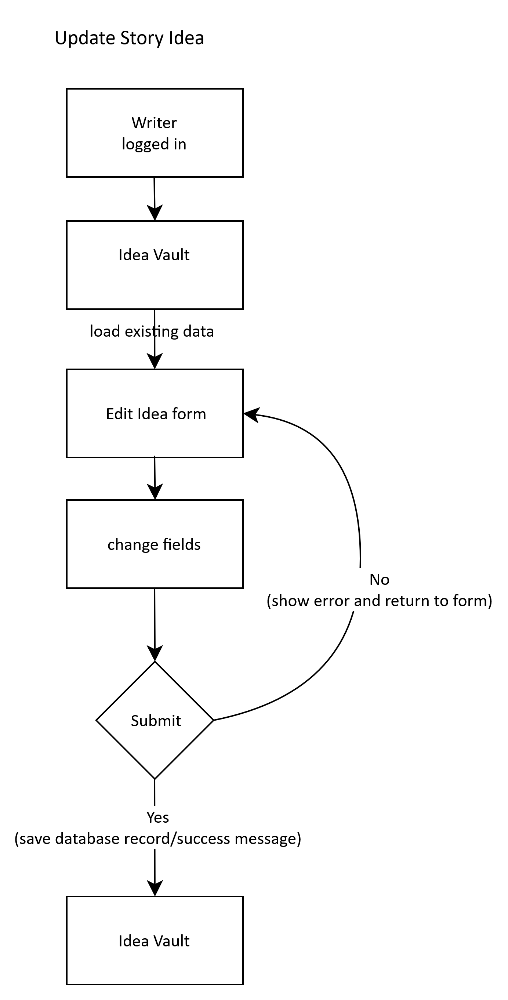 Update Story Idea
Writer
logged in
Idea Vault
load existing data
Edit Idea form
change fields
No
(show error and return to form)
Submit
Yes
(save database record/success message)
Idea Vault